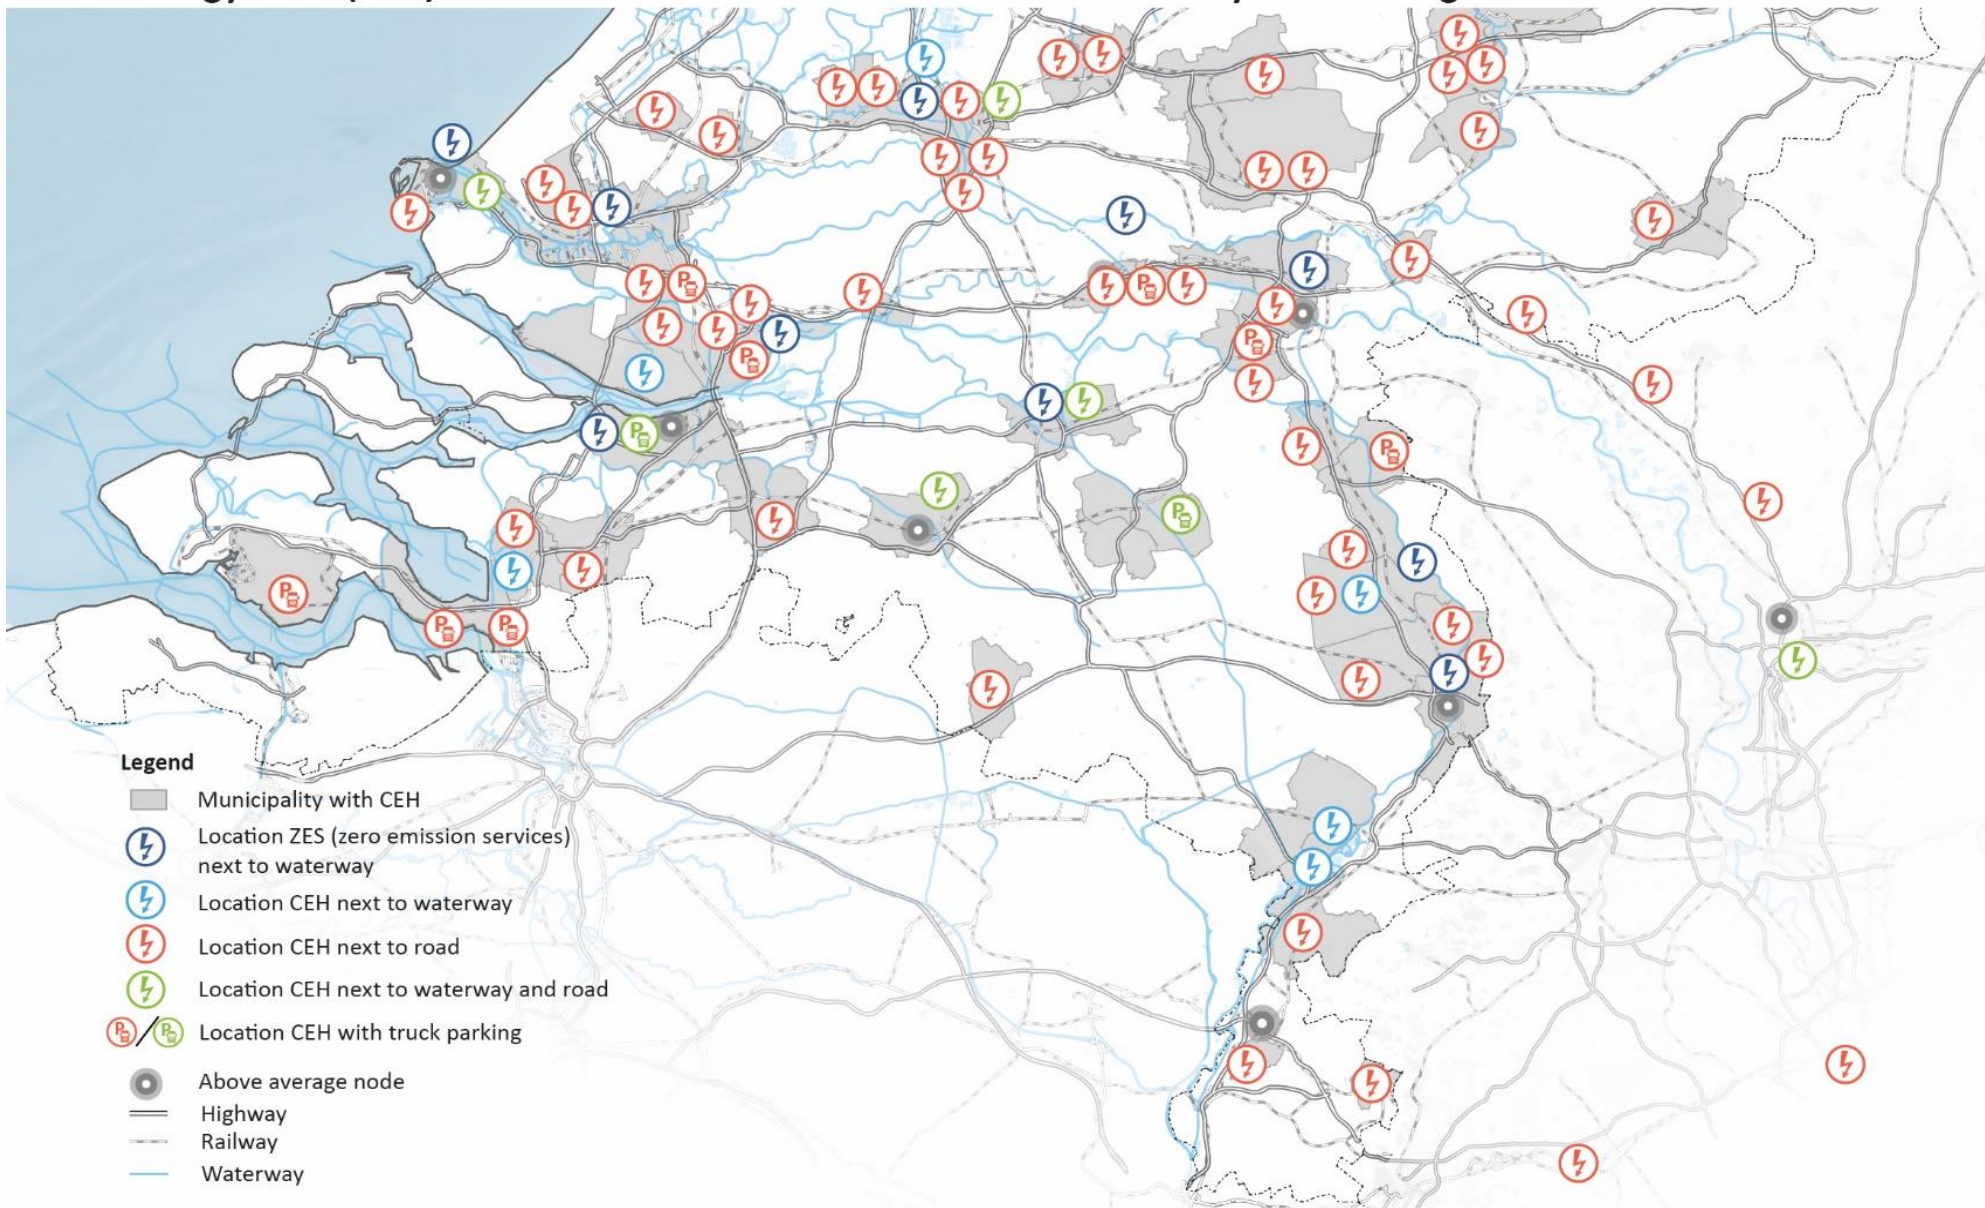 Legend
Municipality with CEH
Location ZES (zero emission services)
next to waterway
Location CEH next to waterway
Location CEH next to road
Location CEH next to waterway and road
P/P Location CEH with truck parking
Above average node
Highway
Railway
Waterway
P
P
P
P
P
P
P
P
P